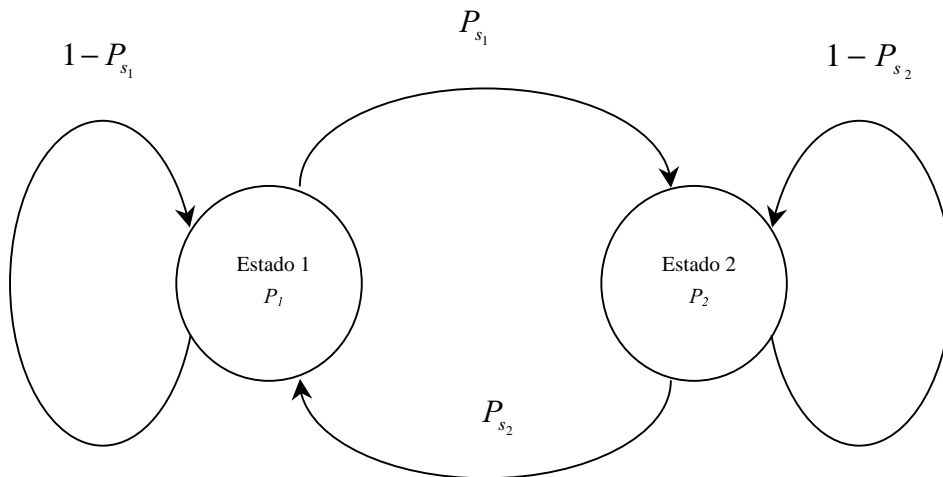 P_{s_1}
1 − P_{s_1}
1 − P_{s_2}
Estado 1
P_1
Estado 2
P_2
P_{s_2}